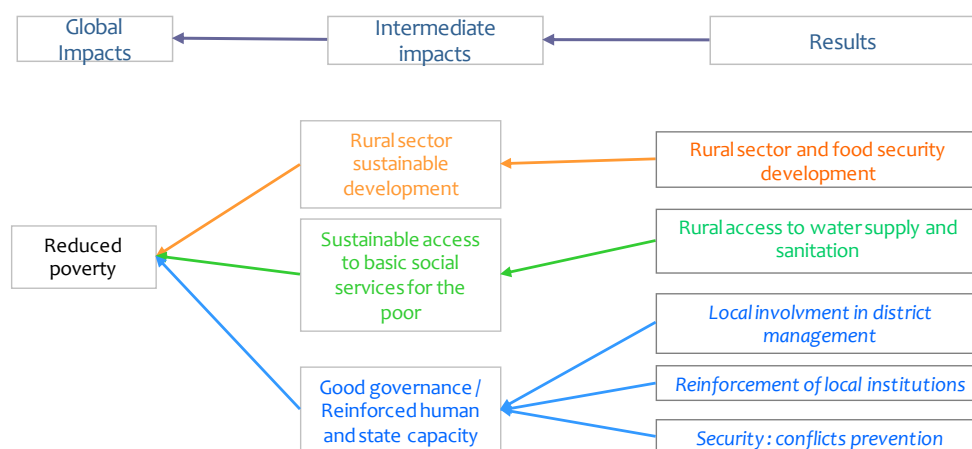 Global
Impacts
Intermediate
impacts
Results
Rural sector
sustainable
development
Rural sector and food security
development
Reduced
poverty
Sustainable access
to basic social
services for the
poor
Rural access to water supply and
sanitation
Local involvment in district
management
Good governance /
Reinforced human
and state capacity
Reinforcement of local institutions
Security : conflicts prevention